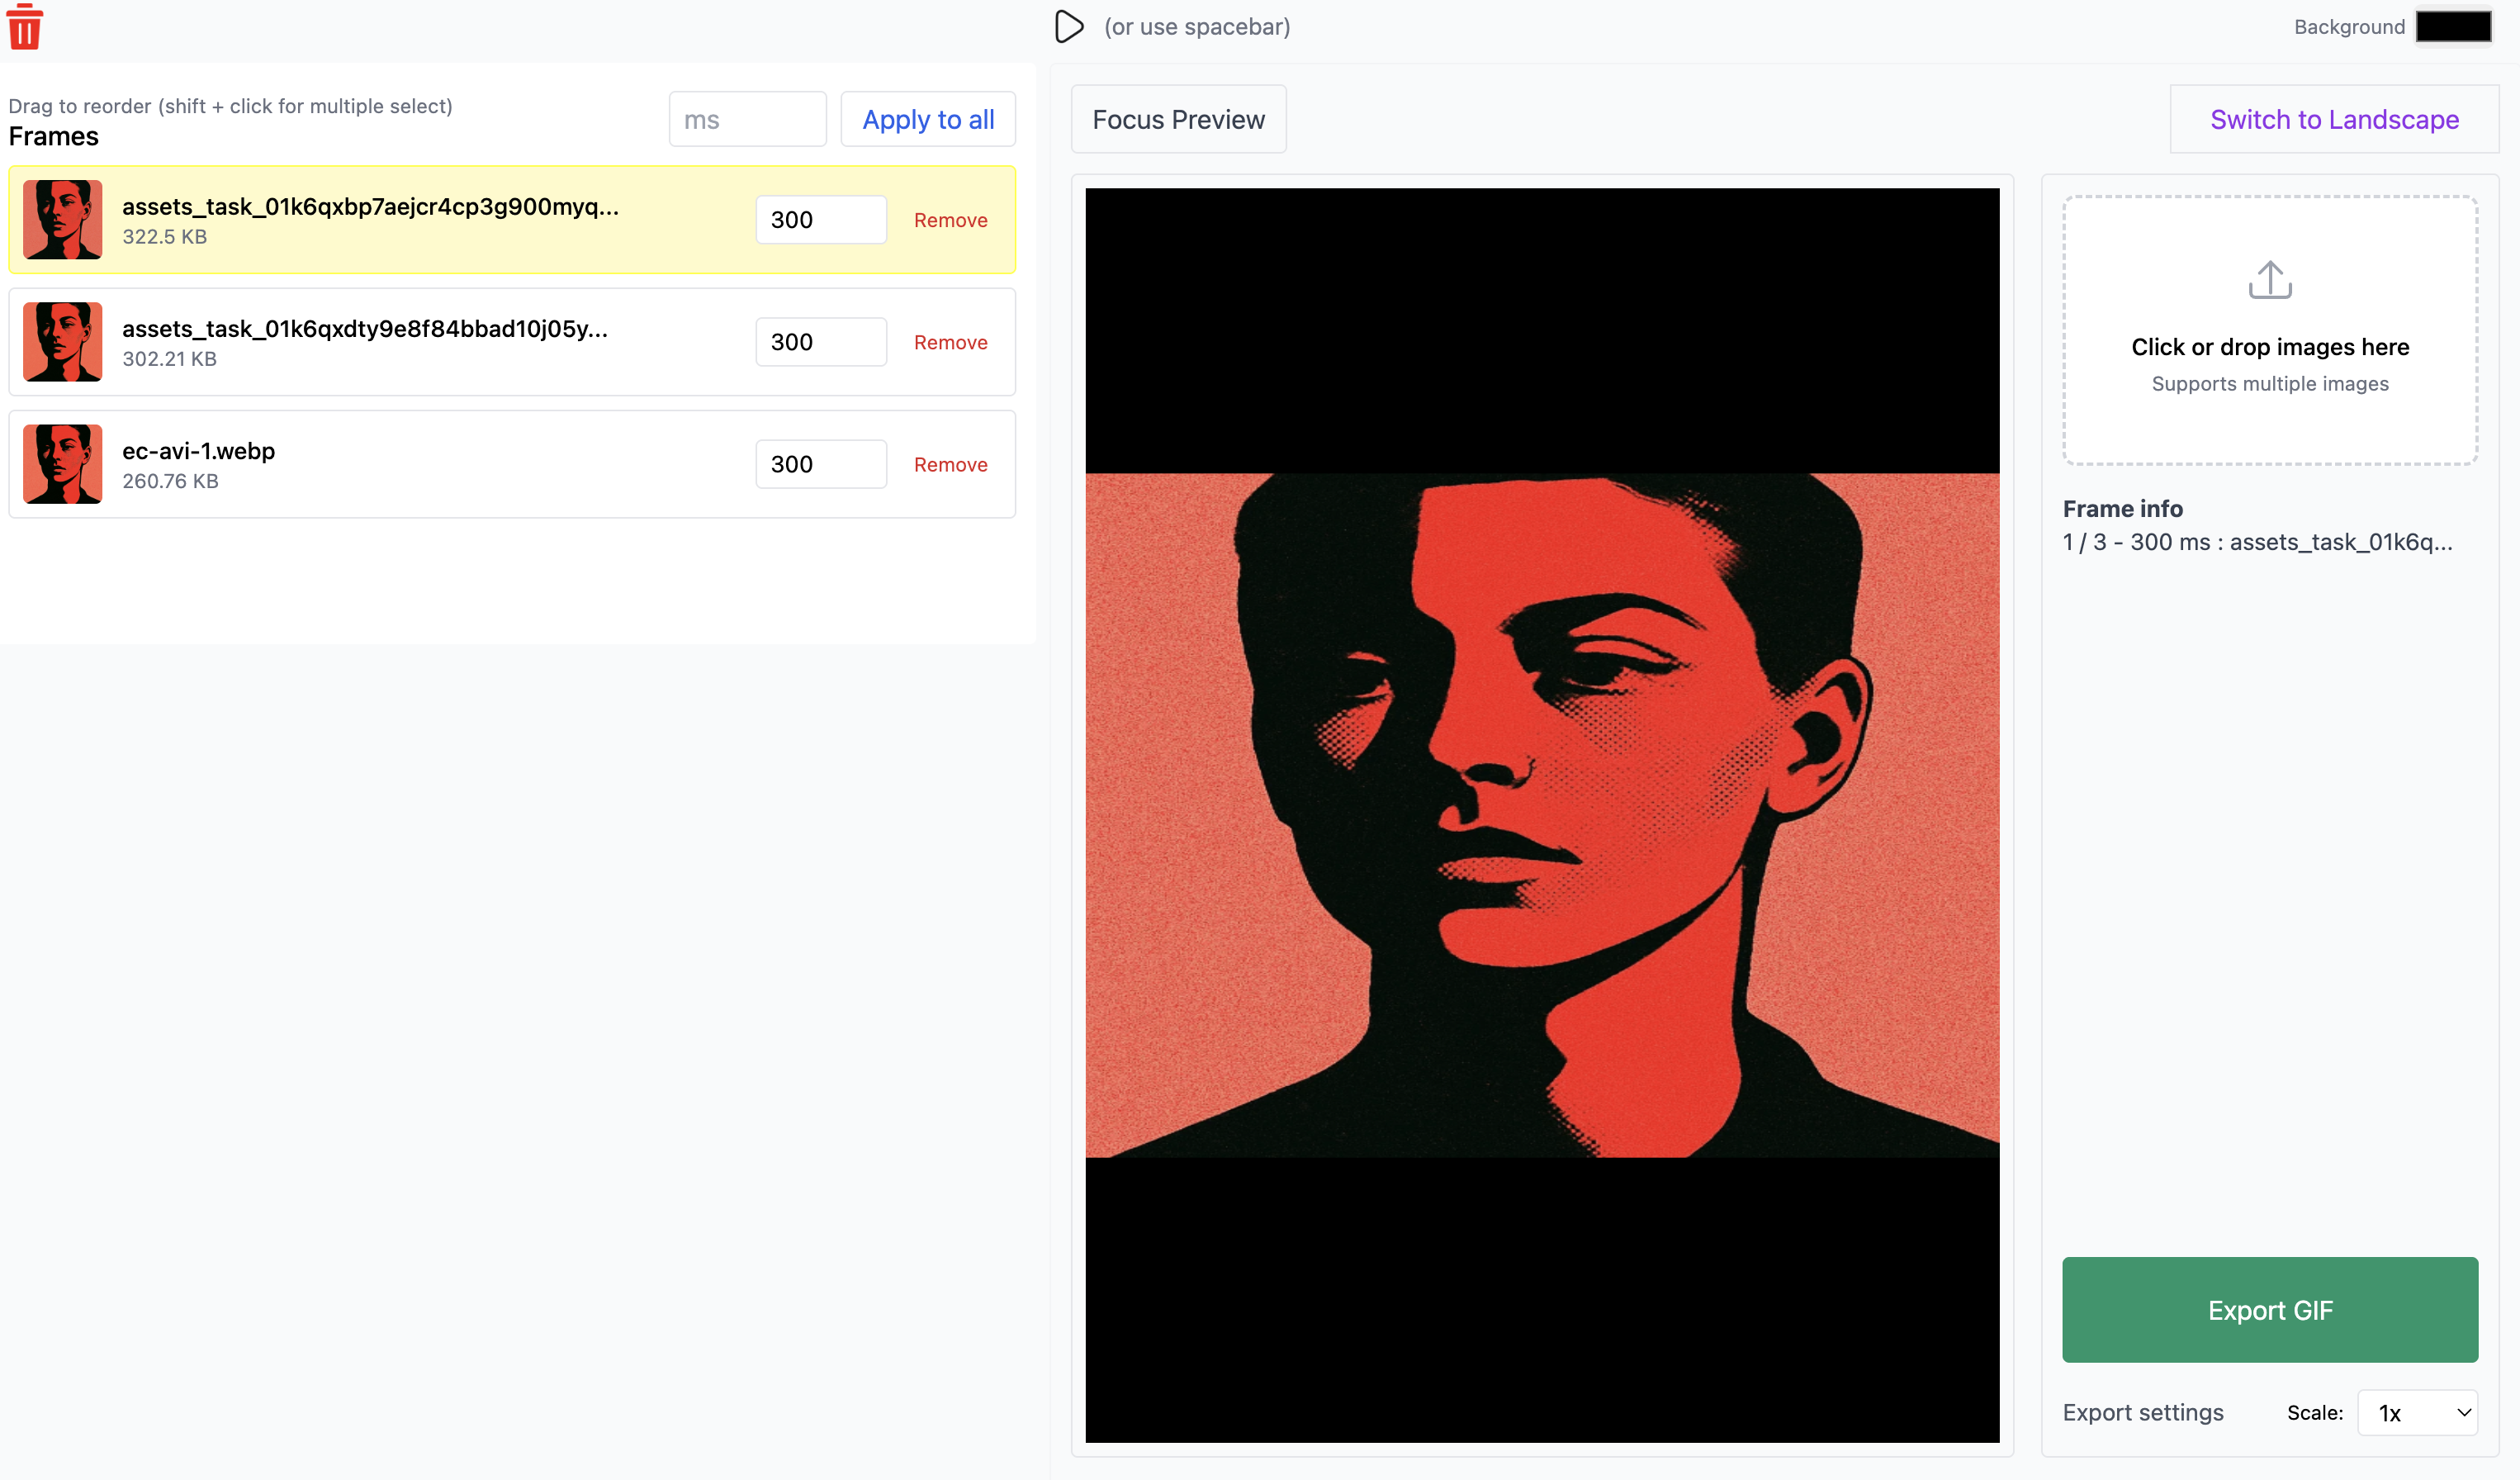 (or use spacebar)
Background
Drag to reorder (shift + click for multiple select)
Frames
ms
Apply to all
assets_task_01k6qxbp7aejcr4cp3g900myq...
322.5 KB
300
Remove
assets_task_01k6qxdty9e8f84bbad10j05y...
302.21 KB
300
Remove
ec-avi-1.webp
260.76 KB
300
Remove
Focus Preview
Switch to Landscape
Click or drop images here
Supports multiple images
Frame info
1 / 3 - 300 ms : assets_task_01k6q...
Export GIF
Export settings
Scale:
1x